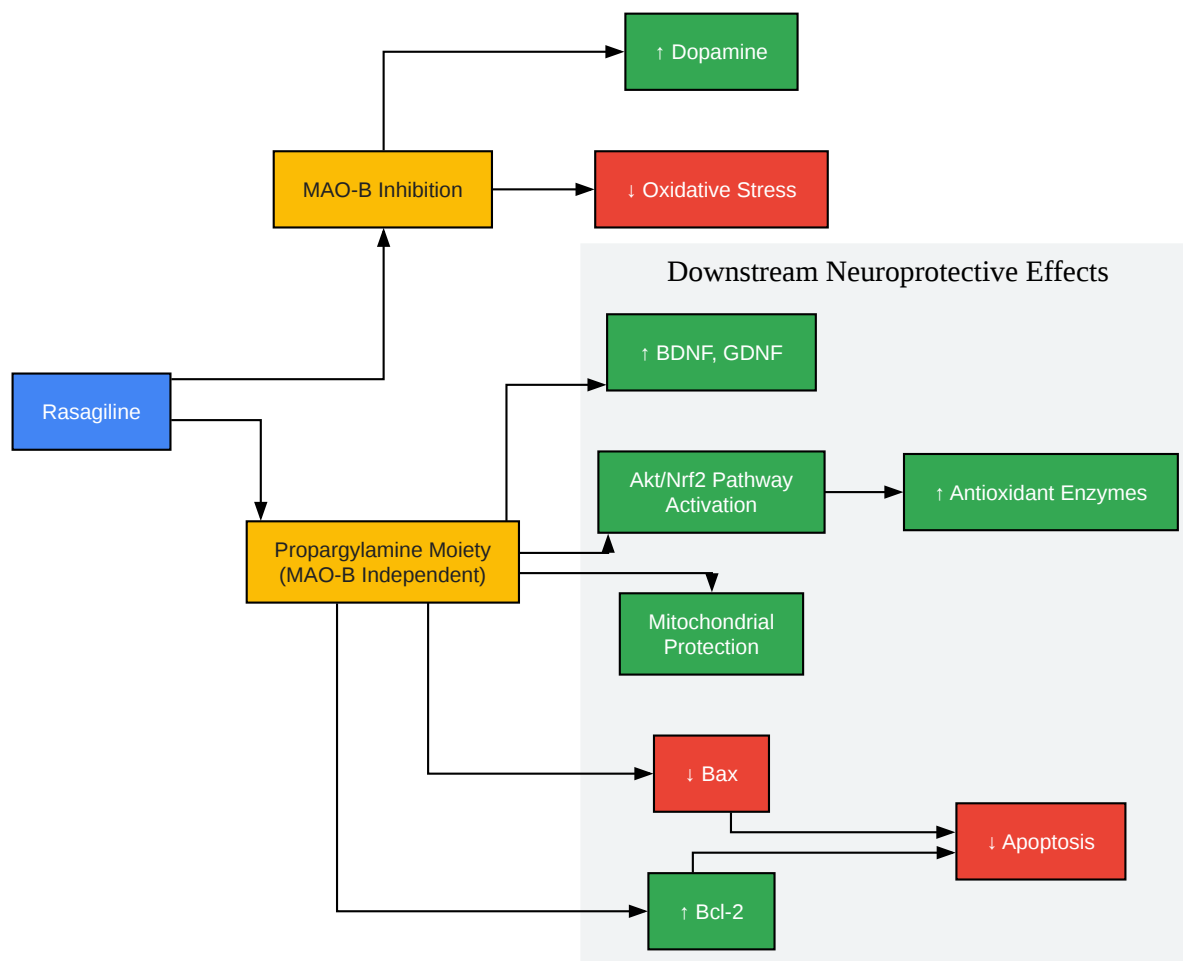 ↑ Dopamine
MAO-B Inhibition
↓ Oxidative Stress
Downstream Neuroprotective Effects
↑ BDNF, GDNF
Rasagiline
Akt/Nrf2 Pathway
Activation
↑ Antioxidant Enzymes
Propargylamine Moiety
(MAO-B Independent)
Mitochondrial
Protection
↓ Bax
↓ Apoptosis
↑ Bcl-2